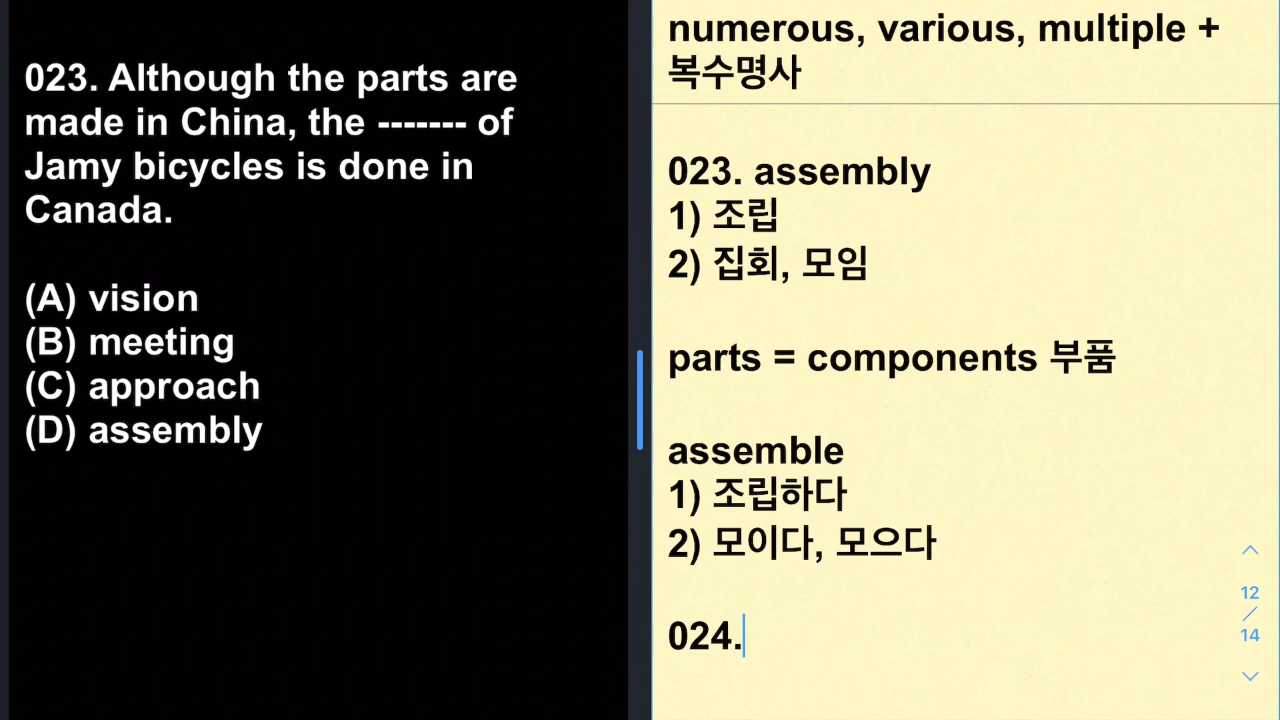 023. Although the parts are
made in China, the ------- of
Jamy bicycles is done in
Canada.
(A) vision
(B) meeting
(C) approach
(D) assembly
numerous, various, multiple +
복수명사
023. assembly
1) 조립
2) 집회, 모임
parts = components 부품
assemble
1) 조립하다
2) 모이다, 모으다
024.
12
/
14